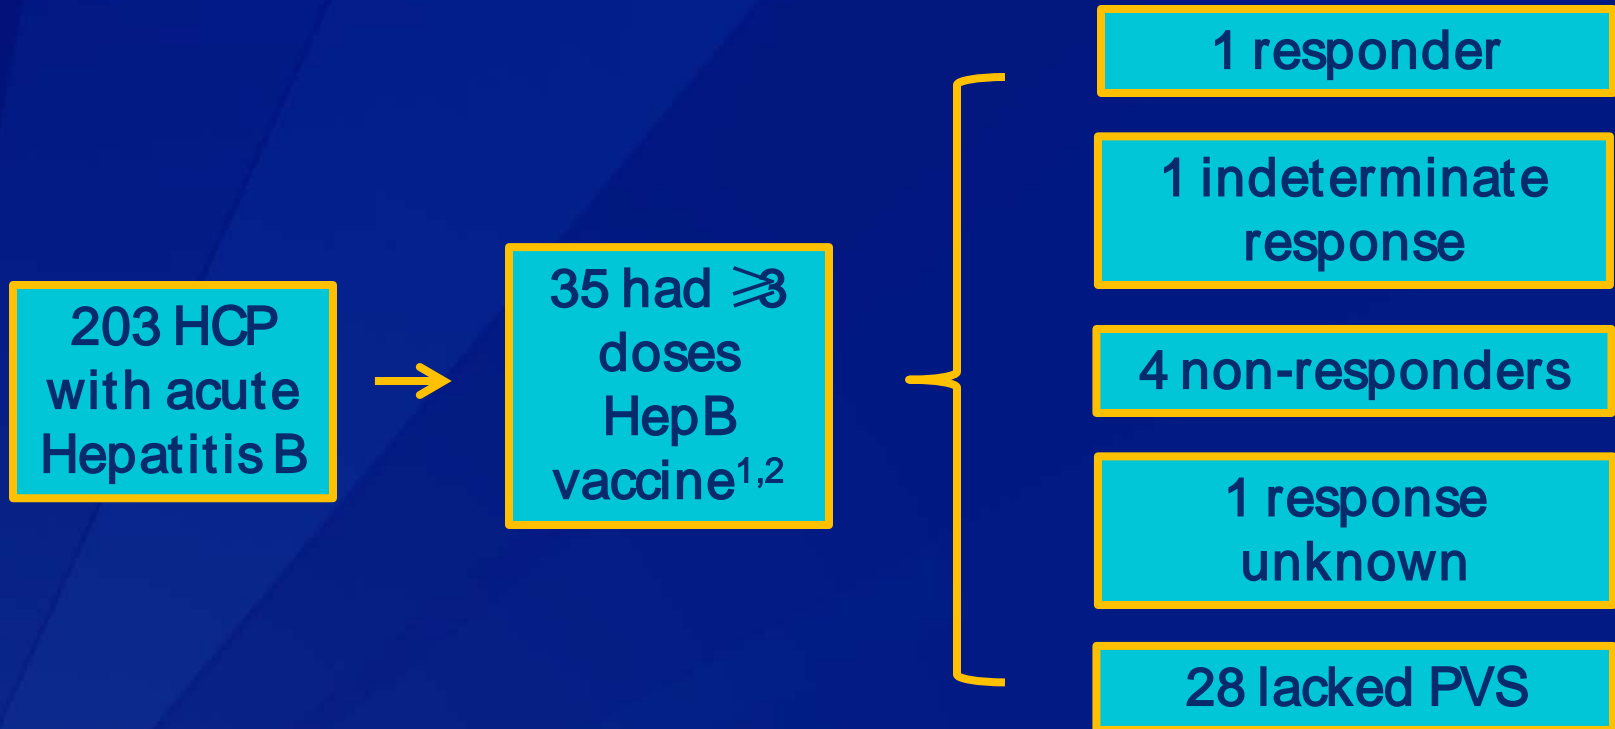 203 HCP
with acute
Hepatitis B
35 had ≥3
doses
HepB
vaccine¹,²
1 responder
1 indeterminate
response
4 non-responders
1 response
unknown
28 lacked PVS